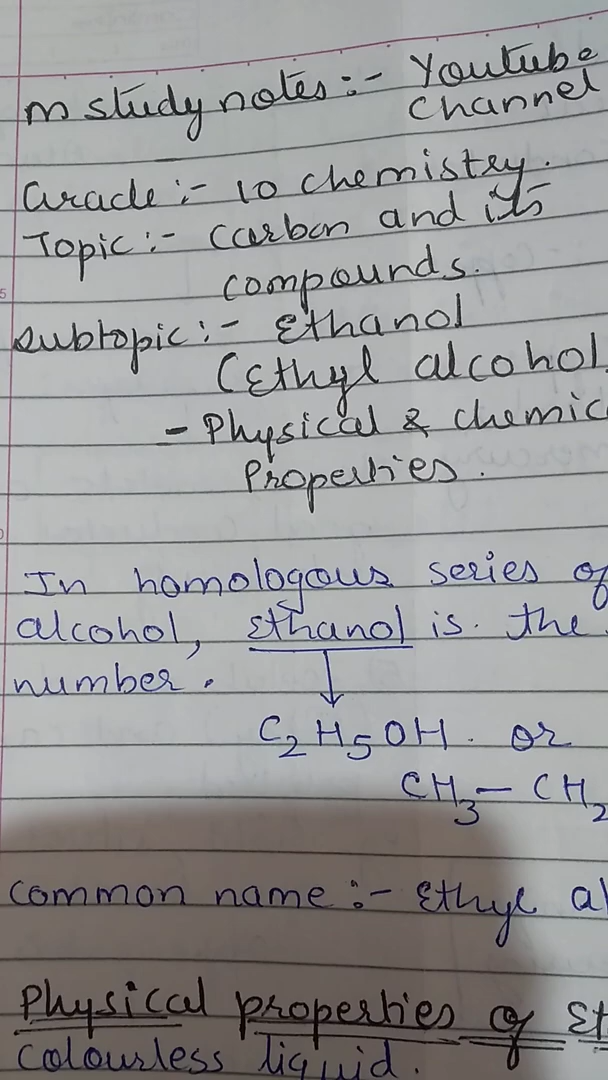 m study notes :- Youtube
channel
Grade :- 10 chemistry.
Topic :- Carbon and its
compounds.
subtopic :- Ethanol
(Ethyl alcohol
- Physical & chemic
Properties.
In homologous series of
alcohol, Ethanol is the
number.
C2H5OH. or
CH3 - CH2
common name :- Ethyl al
Physical properties of Et
colourless liquid.